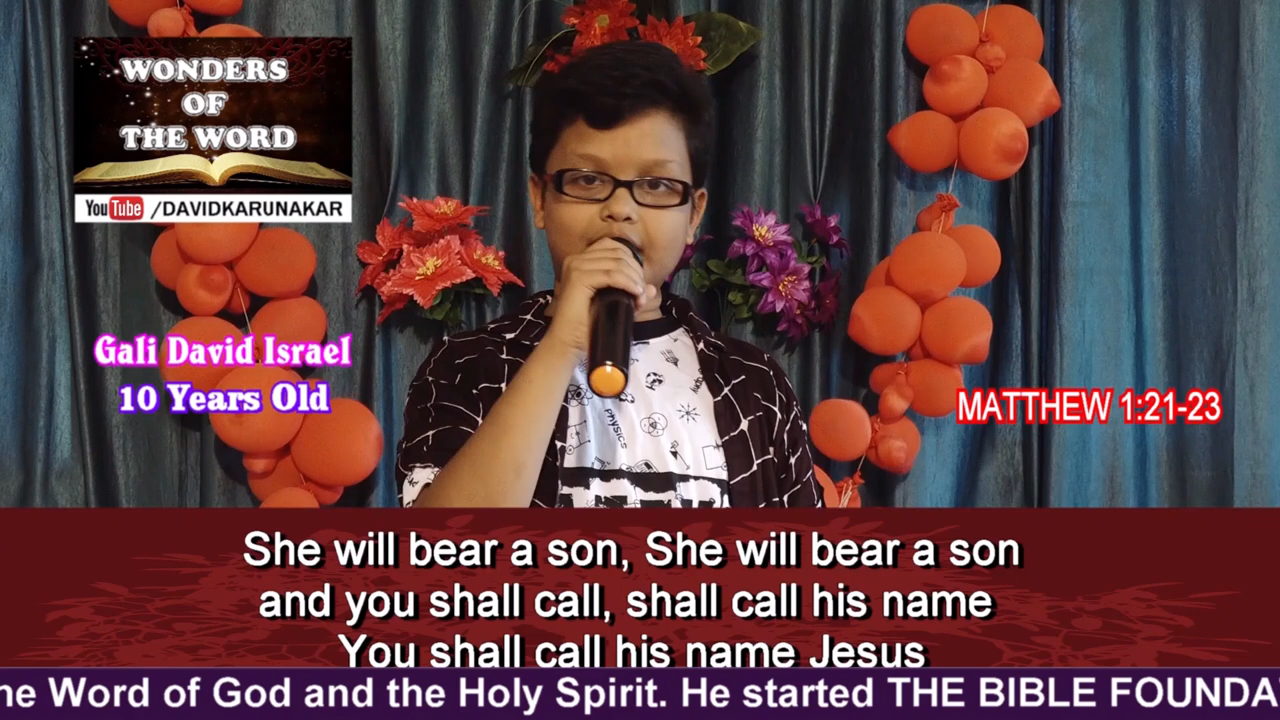 WONDERS
OF
THE WORD
YouTube /DAVIDKARUNAKAR
Gali David Israel
10 Years Old
MATTHEW 1:21-23
PHYSICS
She will bear a son, She will bear a son
and you shall call, shall call his name
You shall call his name Jesus
he Word of God and the Holy Spirit. He started THE BIBLE FOUNDA